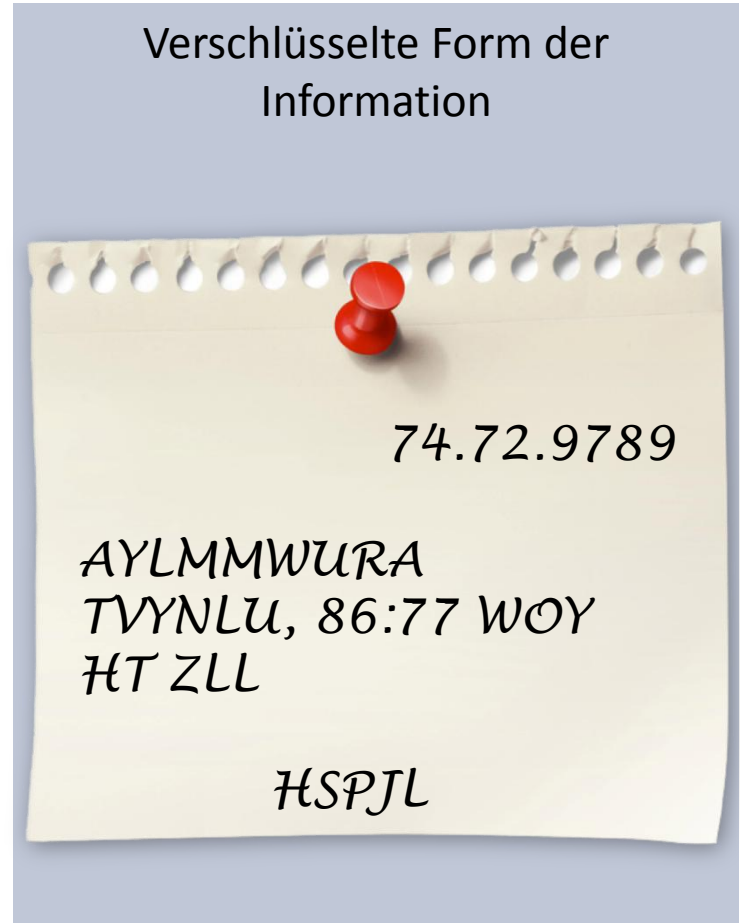 Verschlüsselte Form der
Information
74.72.9789
AYLMMWURA
TVYNLU, 86:77 WOY
HT ZLL
HSPJL